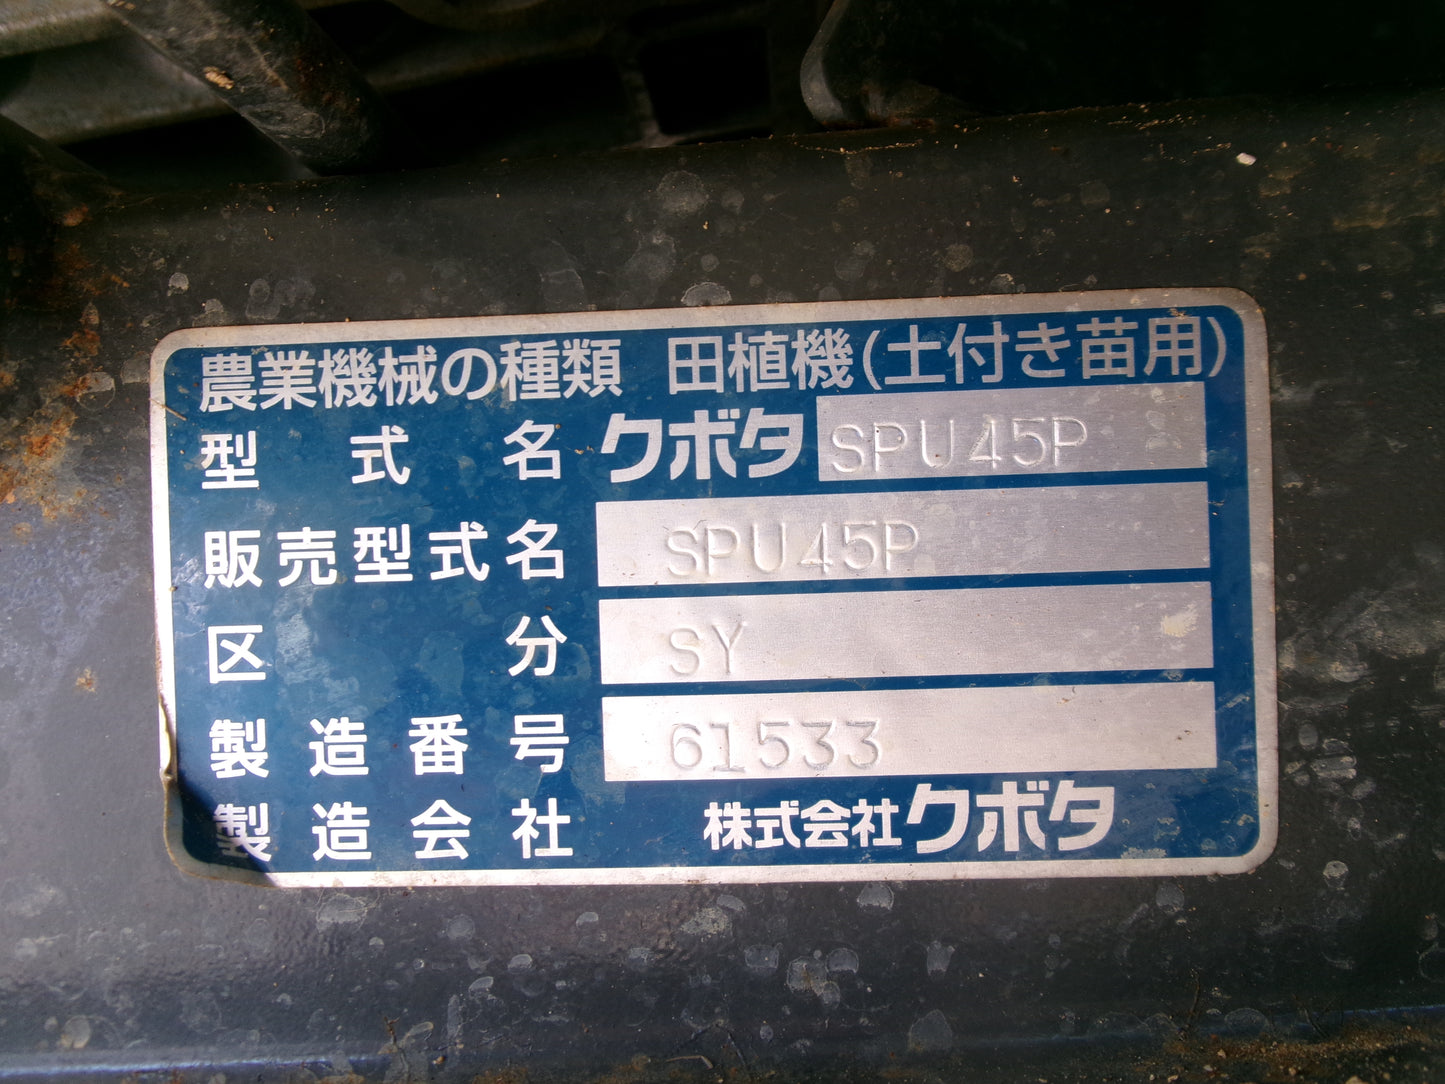 農業機械の種類 田植機(土付き苗用)
型式名 クボタ SPU45P
販売型式名 SPU45P
区分 SY
製造番号 61533
製造会社 株式会社クボタ